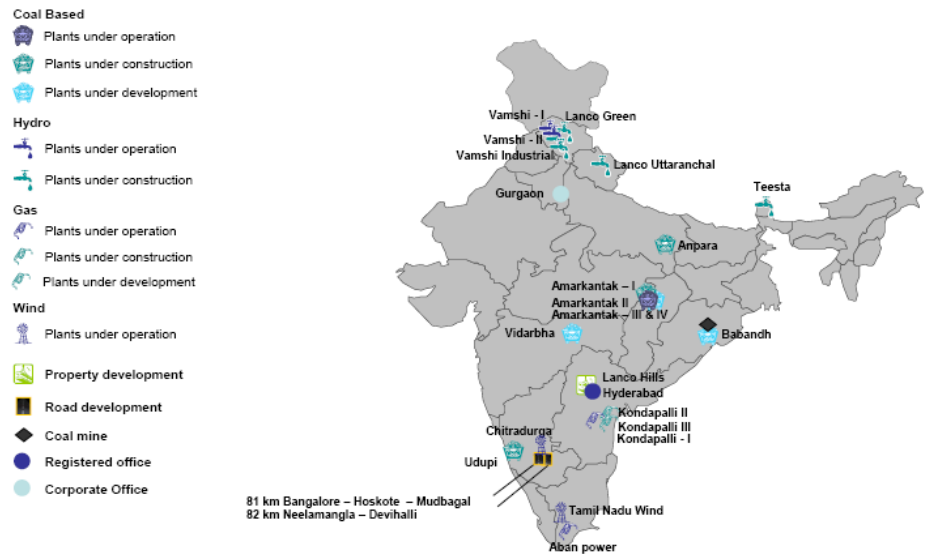 Coal Based
Plants under operation
Plants under construction
Plants under development
Hydro
Plants under operation
Plants under construction
Gas
Plants under operation
Plants under construction
Plants under development
Wind
Plants under operation
Property development
Road development
Coal mine
Registered office
Corporate Office
Vamshi - I
Lanco Green
Vamshi - II
Vamshi Industrial
Lanco Uttaranchal
Gurgaon
Teesta
Anpara
Amarkantak – I
Amarkantak II
Amarkantak – III & IV
Vidarbha
Babandh
Lanco Hills
Hyderabad
Kondapalli II
Kondapalli III
Kondapalli - I
Chitradurga
Udupi
81 km Bangalore – Hoskote – Mudbagal
82 km Neelamangla – Devihalli
Tamil Nadu Wind
Aban power